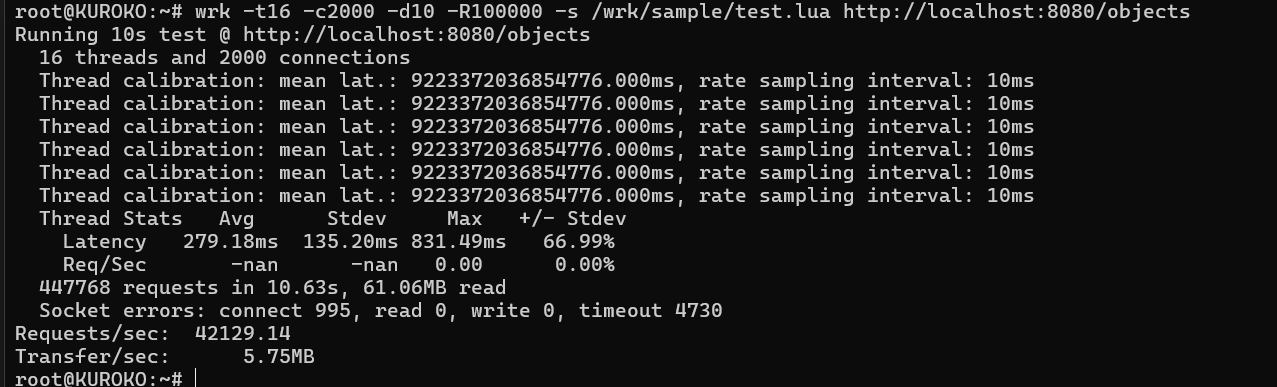 root@KUROKO:~# wrk -t16 -c2000 -d10 -R100000 -s /wrk/sample/test.lua http://localhost:8080/objects
Running 10s test @ http://localhost:8080/objects
  16 threads and 2000 connections
  Thread calibration: mean lat.: 9223372036854776.000ms, rate sampling interval: 10ms
  Thread calibration: mean lat.: 9223372036854776.000ms, rate sampling interval: 10ms
  Thread calibration: mean lat.: 9223372036854776.000ms, rate sampling interval: 10ms
  Thread calibration: mean lat.: 9223372036854776.000ms, rate sampling interval: 10ms
  Thread calibration: mean lat.: 9223372036854776.000ms, rate sampling interval: 10ms
  Thread calibration: mean lat.: 9223372036854776.000ms, rate sampling interval: 10ms
  Thread Stats   Avg      Stdev     Max   +/- Stdev
    Latency   279.18ms  135.20ms 831.49ms   66.99%
    Req/Sec      -nan      -nan   0.00      0.00%
  447768 requests in 10.63s, 61.06MB read
  Socket errors: connect 995, read 0, write 0, timeout 4730
Requests/sec:  42129.14
Transfer/sec:      5.75MB
root@KUROKO:~#